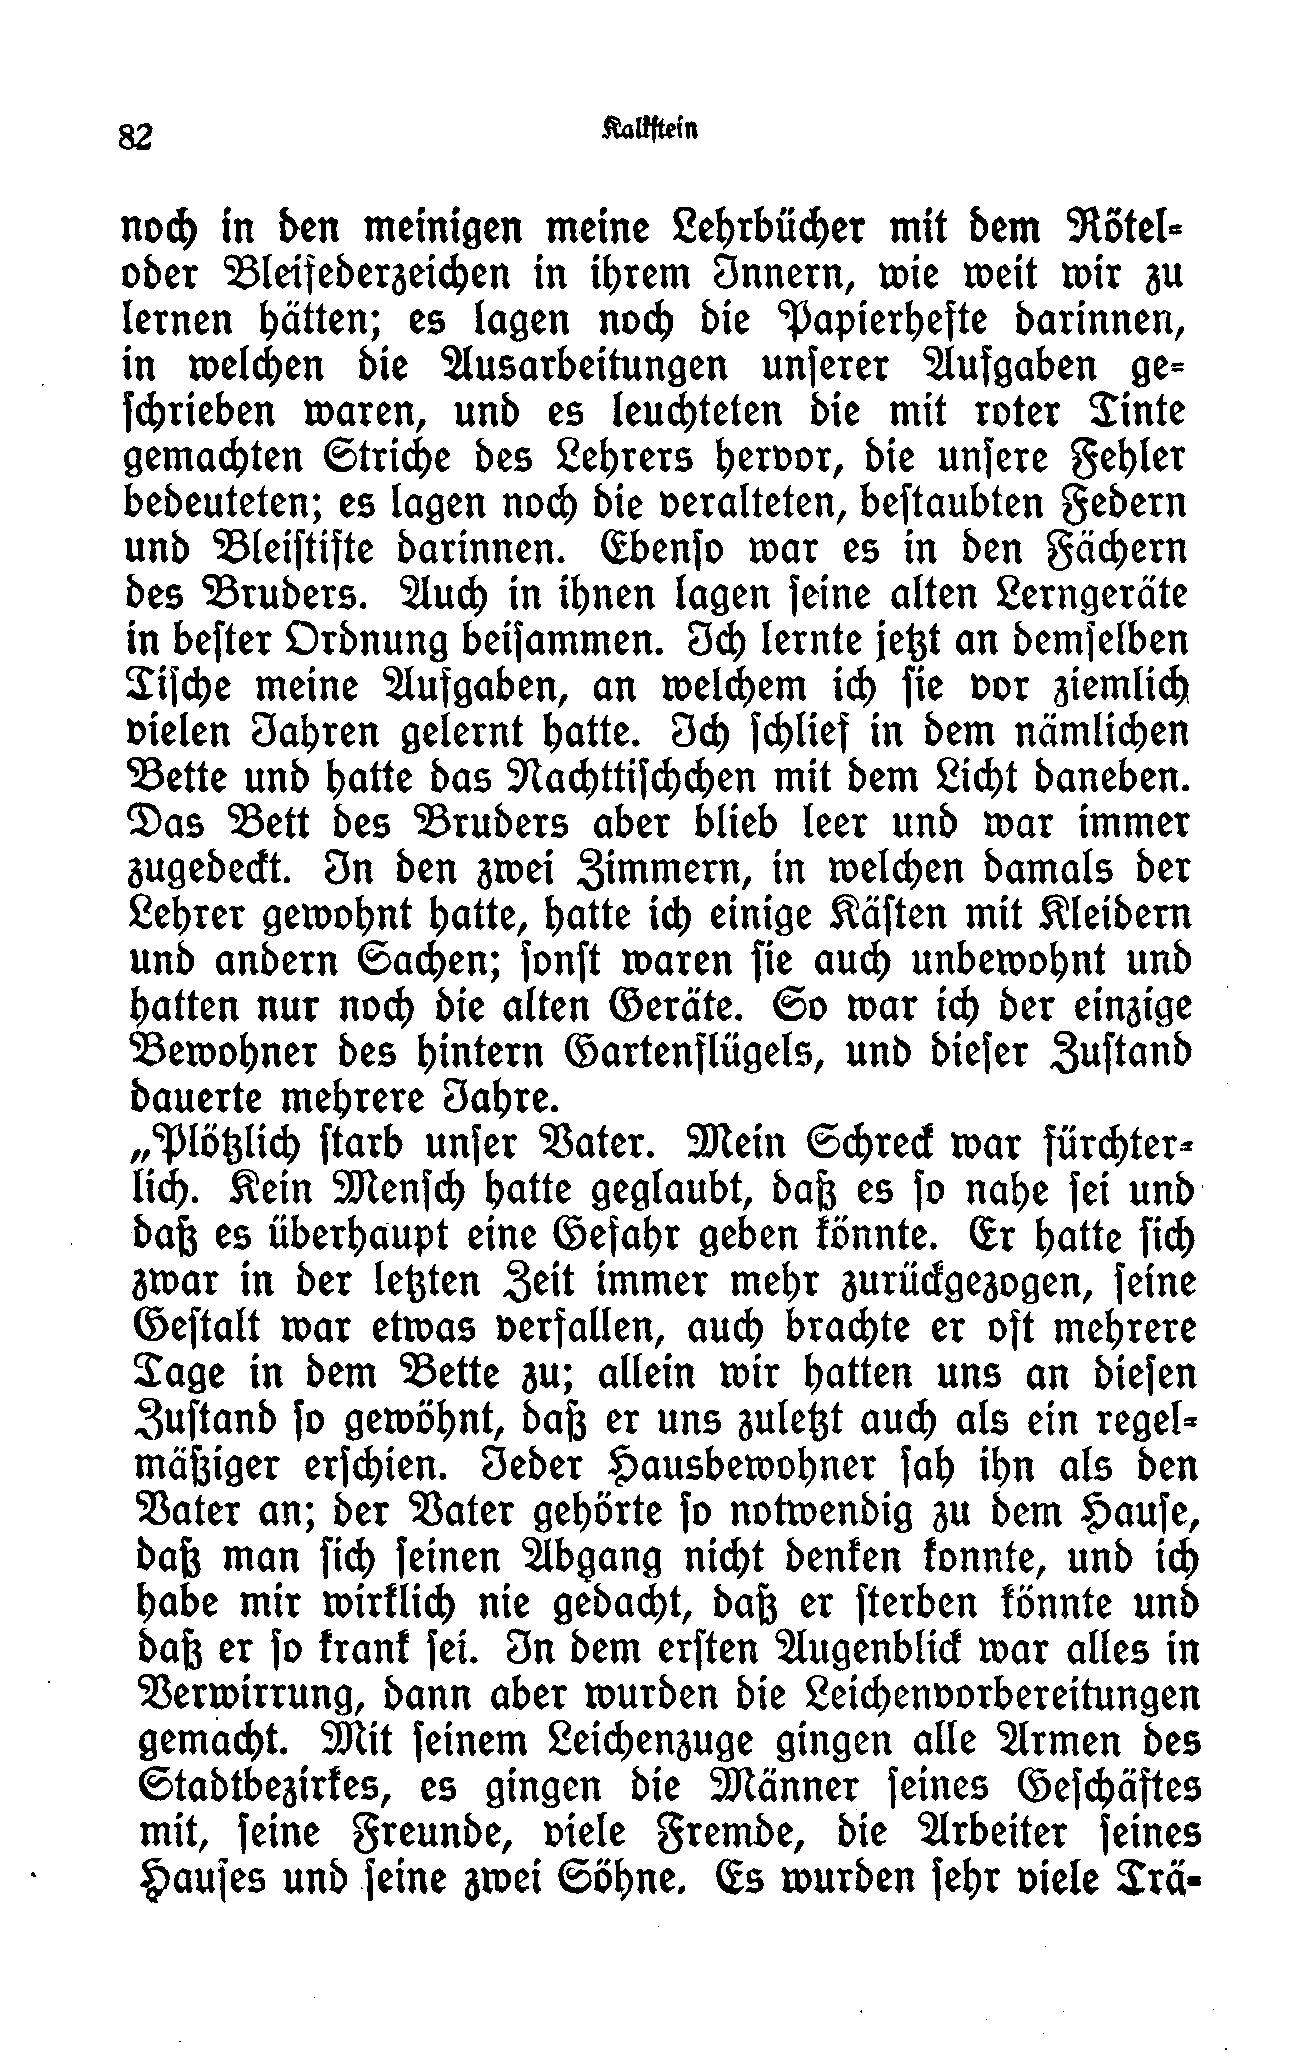 82
Kalkstein
noch in den meinigen meine Lehrbücher mit dem Rötel-
oder Bleifederzeichen in ihrem Innern, wie weit wir zu
lernen hätten; es lagen noch die Papierhefte darinnen,
in welchen die Ausarbeitungen unserer Aufgaben ge-
schrieben waren, und es leuchteten die mit roter Tinte
gemachten Striche des Lehrers hervor, die unsere Fehler
bedeuteten; es lagen noch die veralteten, bestaubten Federn
und Bleistifte darinnen. Ebenso war es in den Fächern
des Bruders. Auch in ihnen lagen seine alten Lerngeräte
in bester Ordnung beisammen. Ich lernte jetzt an demselben
Tische meine Aufgaben, an welchem ich sie vor ziemlich
vielen Jahren gelernt hatte. Ich schlief in dem nämlichen
Bette und hatte das Nachttischchen mit dem Licht daneben.
Das Bett des Bruders aber blieb leer und war immer
zugedeckt. In den zwei Zimmern, in welchen damals der
Lehrer gewohnt hatte, hatte ich einige Kästen mit Kleidern
und andern Sachen; sonst waren sie auch unbewohnt und
hatten nur noch die alten Geräte. So war ich der einzige
Bewohner des hintern Gartenflügels, und dieser Zustand
dauerte mehrere Jahre.
„Plötzlich starb unser Vater. Mein Schreck war fürchter-
lich. Kein Mensch hatte geglaubt, daß es so nahe sei und
daß es überhaupt eine Gefahr geben könnte. Er hatte sich
zwar in der letzten Zeit immer mehr zurückgezogen, seine
Gestalt war etwas verfallen, auch brachte er oft mehrere
Tage in dem Bette zu; allein wir hatten uns an diesen
Zustand so gewöhnt, daß er uns zuletzt auch als ein regel-
mäßiger erschien. Jeder Hausbewohner sah ihn als den
Vater an; der Vater gehörte so notwendig zu dem Hause,
daß man sich seinen Abgang nicht denken konnte, und ich
habe mir wirklich nie gedacht, daß er sterben könnte und
daß er so krank sei. In dem ersten Augenblick war alles in
Verwirrung, dann aber wurden die Leichenvorbereitungen
gemacht. Mit seinem Leichenzuge gingen alle Armen des
Stadtbezirkes, es gingen die Männer seines Geschäftes
mit, seine Freunde, viele Fremde, die Arbeiter seines
Hauses und seine zwei Söhne. Es wurden sehr viele Trä-